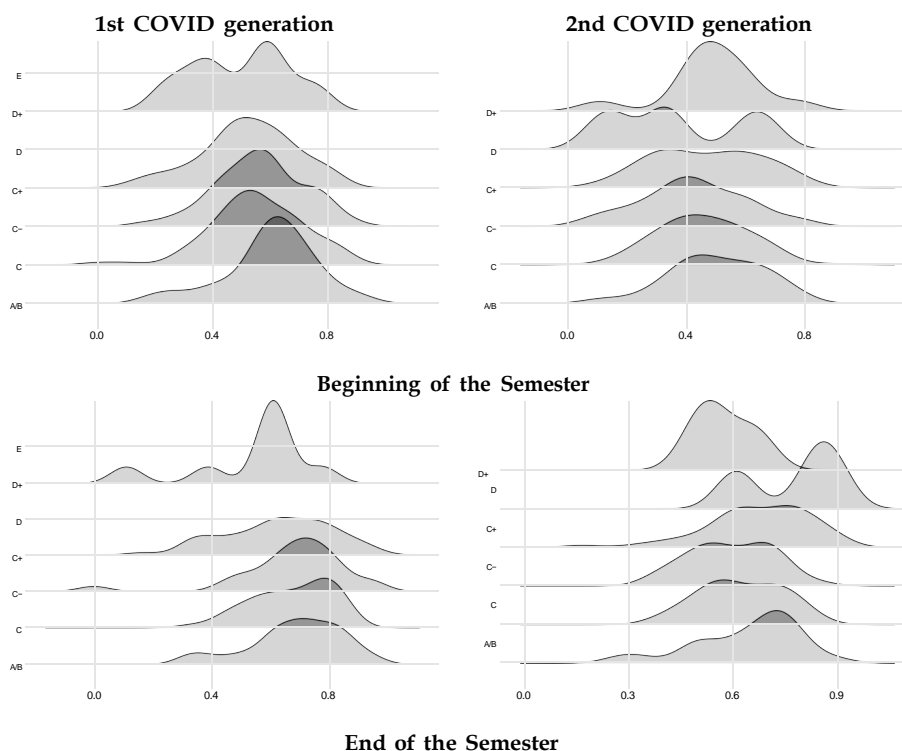 1st COVID generation 2nd COVID generation
E
D+ D+
D D
C+ C+
C− C−
C C
A/B A/B
0.0 0.4 0.8 0.0 0.4 0.8
Beginning of the Semester
E
D+ D+
D D
C+ C+
C− C−
C C
A/B A/B
0.0 0.4 0.8 0.0 0.3 0.6 0.9
End of the Semester